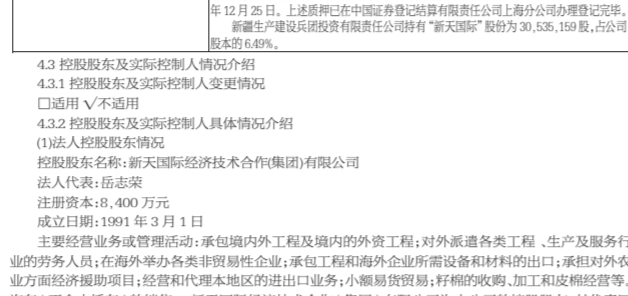 年 12 月 25 日。上述质押已在中国证券登记结算有限责任公司上海分公司办理登记完毕。
新疆生产建设兵团投资有限责任公司持有“新天国际”股份为 30,535,159 股,占公司
股本的 6.49%。
4.3 控股股东及实际控制人情况介绍
4.3.1 控股股东及实际控制人变更情况
□适用 √不适用
4.3.2 控股股东及实际控制人具体情况介绍
(1)法人控股股东情况
控股股东名称:新天国际经济技术合作(集团)有限公司
法人代表:岳志荣
注册资本:8,400 万元
成立日期:1991 年 3 月 1 日
主要经营业务或管理活动:承包境内外工程及境内的外资工程;对外派遣各类工程 、生产及服务行
业的劳务人员;在海外举办各类非贸易性企业;承包工程和海外企业所需设备和材料的出口;承担对外农
业方面经济援助项目;经营和代理本地区的进出口业务;小额易货贸易;籽棉的收购、加工和皮棉经营等。